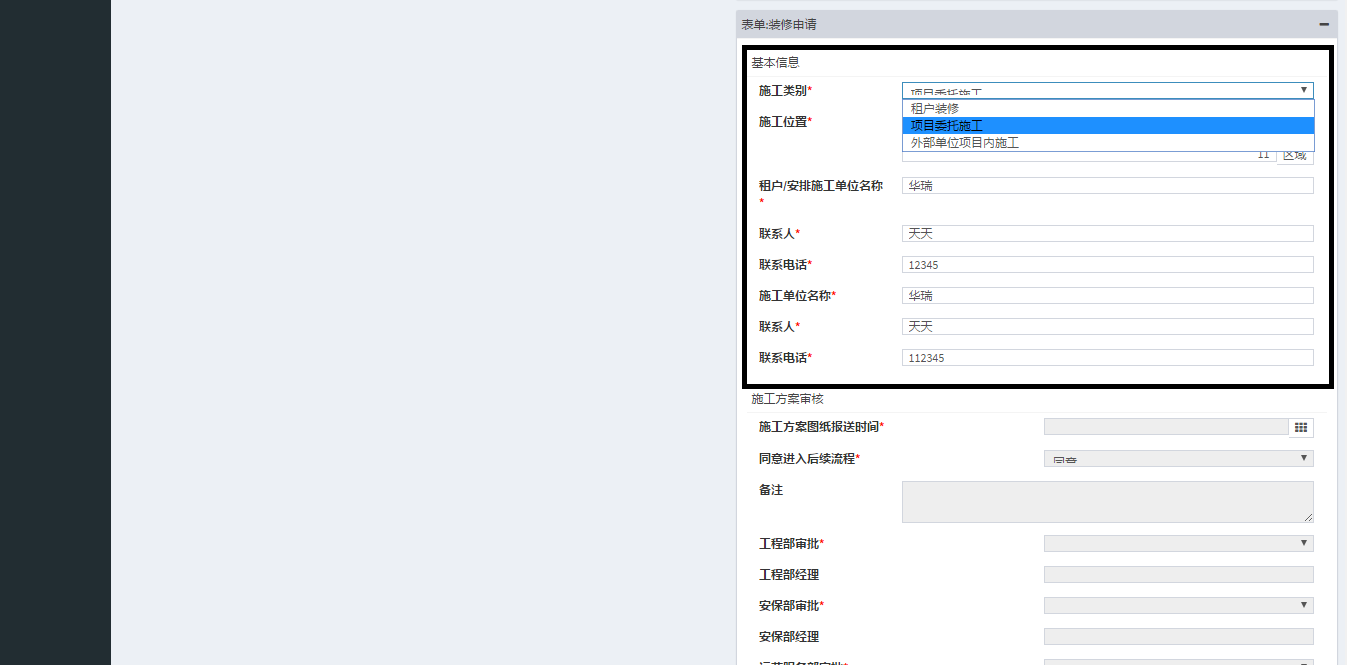 表单:装修申请
基本信息
施工类别*
项目委托施工
租户装修
项目委托施工
外部单位项目内施工
施工位置*
11 区域
租户/安排施工单位名称* 华瑞
联系人* 天天
联系电话* 12345
施工单位名称* 华瑞
联系人* 天天
联系电话* 112345
施工方案审核
施工方案图纸报送时间*
同意进入后续流程* 同意
备注
工程部审批*
工程部经理
安保部审批*
安保部经理
运营服务部审批*